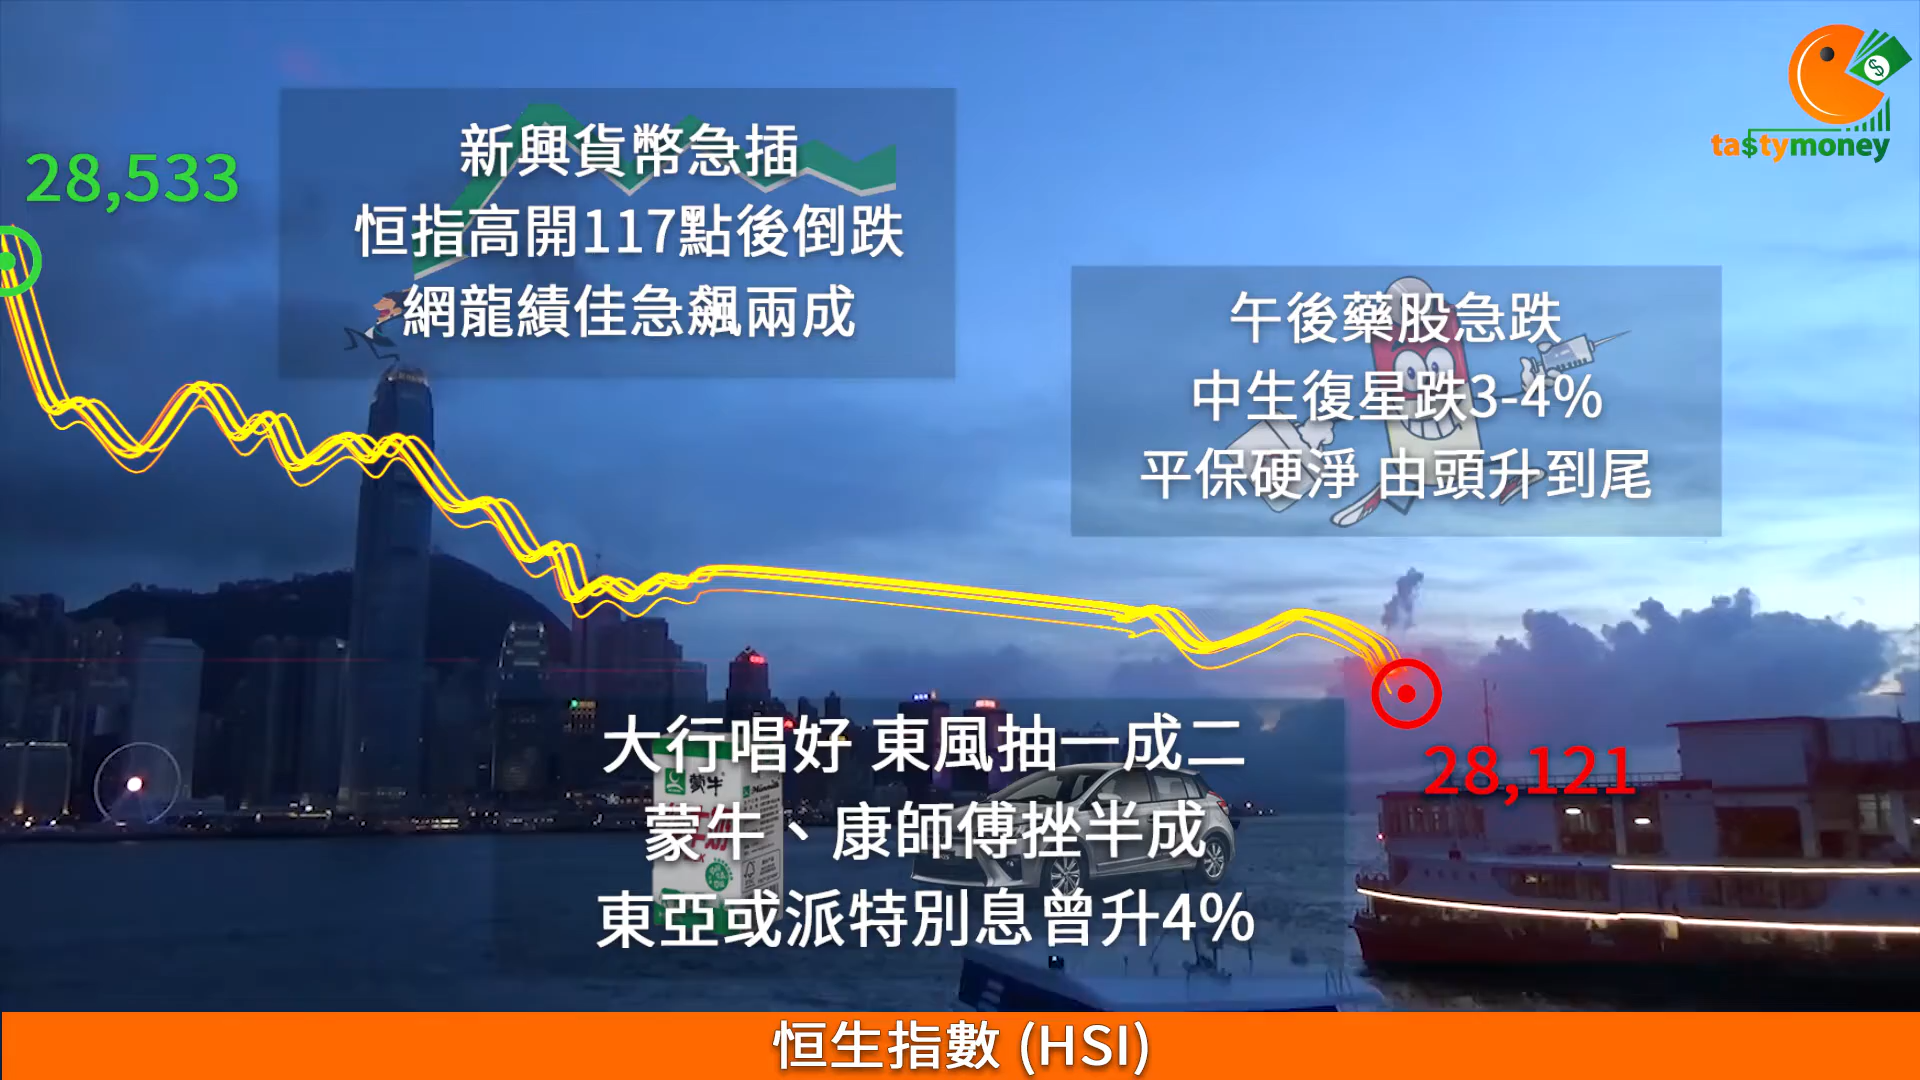 28,533
新興貨幣急插
恒指高開117點後倒跌
網龍績佳急飆兩成
ta$tymoney
午後藥股急跌
中生復星跌3-4%
平保硬淨 由頭升到尾
大行唱好 東風抽一成二
蒙牛、康師傅挫半成
東亞或派特別息曾升4%
蒙牛
28,121
恒生指數 (HSI)